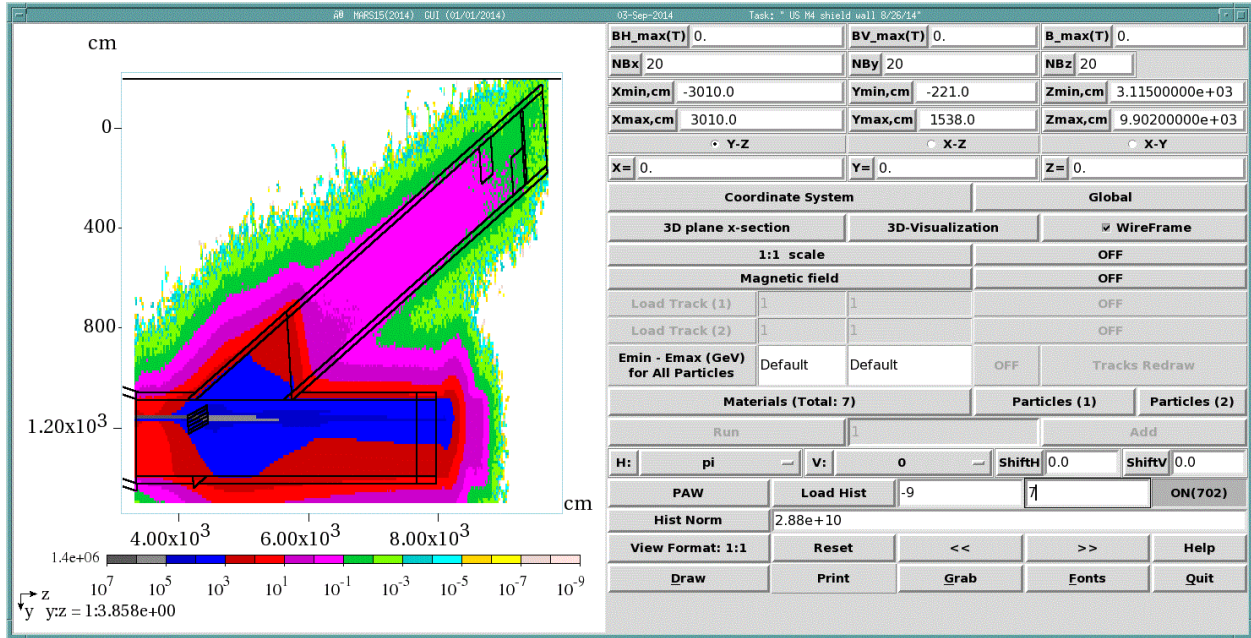 MARS15(2014) GUI (01/01/2014) 03-Sep-2014 Task: " US M4 shield wall 8/26/14"
cm
0
400
800
1.20x10³
cm
4.00x10³ 6.00x10³ 8.00x10³
1.4e+06
10⁷ 10⁵ 10³ 10¹ 10⁻¹ 10⁻³ 10⁻⁵ 10⁻⁷ 10⁻⁹
z
y y:z = 1:3.858e+00
BH_max(T) 0. BV_max(T) 0. B_max(T) 0.
NBx 20 NBy 20 NBz 20
Xmin,cm -3010.0 Ymin,cm -221.0 Zmin,cm 3.11500000e+03
Xmax,cm 3010.0 Ymax,cm 1538.0 Zmax,cm 9.90200000e+03
Y-Z X-Z X-Y
X= 0. Y= 0. Z= 0.
Coordinate System Global
3D plane x-section 3D-Visualization WireFrame
1:1 scale OFF
Magnetic field OFF
Load Track (1) 1 1 OFF
Load Track (2) 1 1 OFF
Emin - Emax (GeV)
for All Particles Default Default OFF Tracks Redraw
Materials (Total: 7) Particles (1) Particles (2)
Run 1 Add
H: pi V: 0 ShiftH 0.0 ShiftV 0.0
PAW Load Hist -9 7 ON(702)
Hist Norm 2.88e+10
View Format: 1:1 Reset << >> Help
Draw Print Grab Fonts Quit